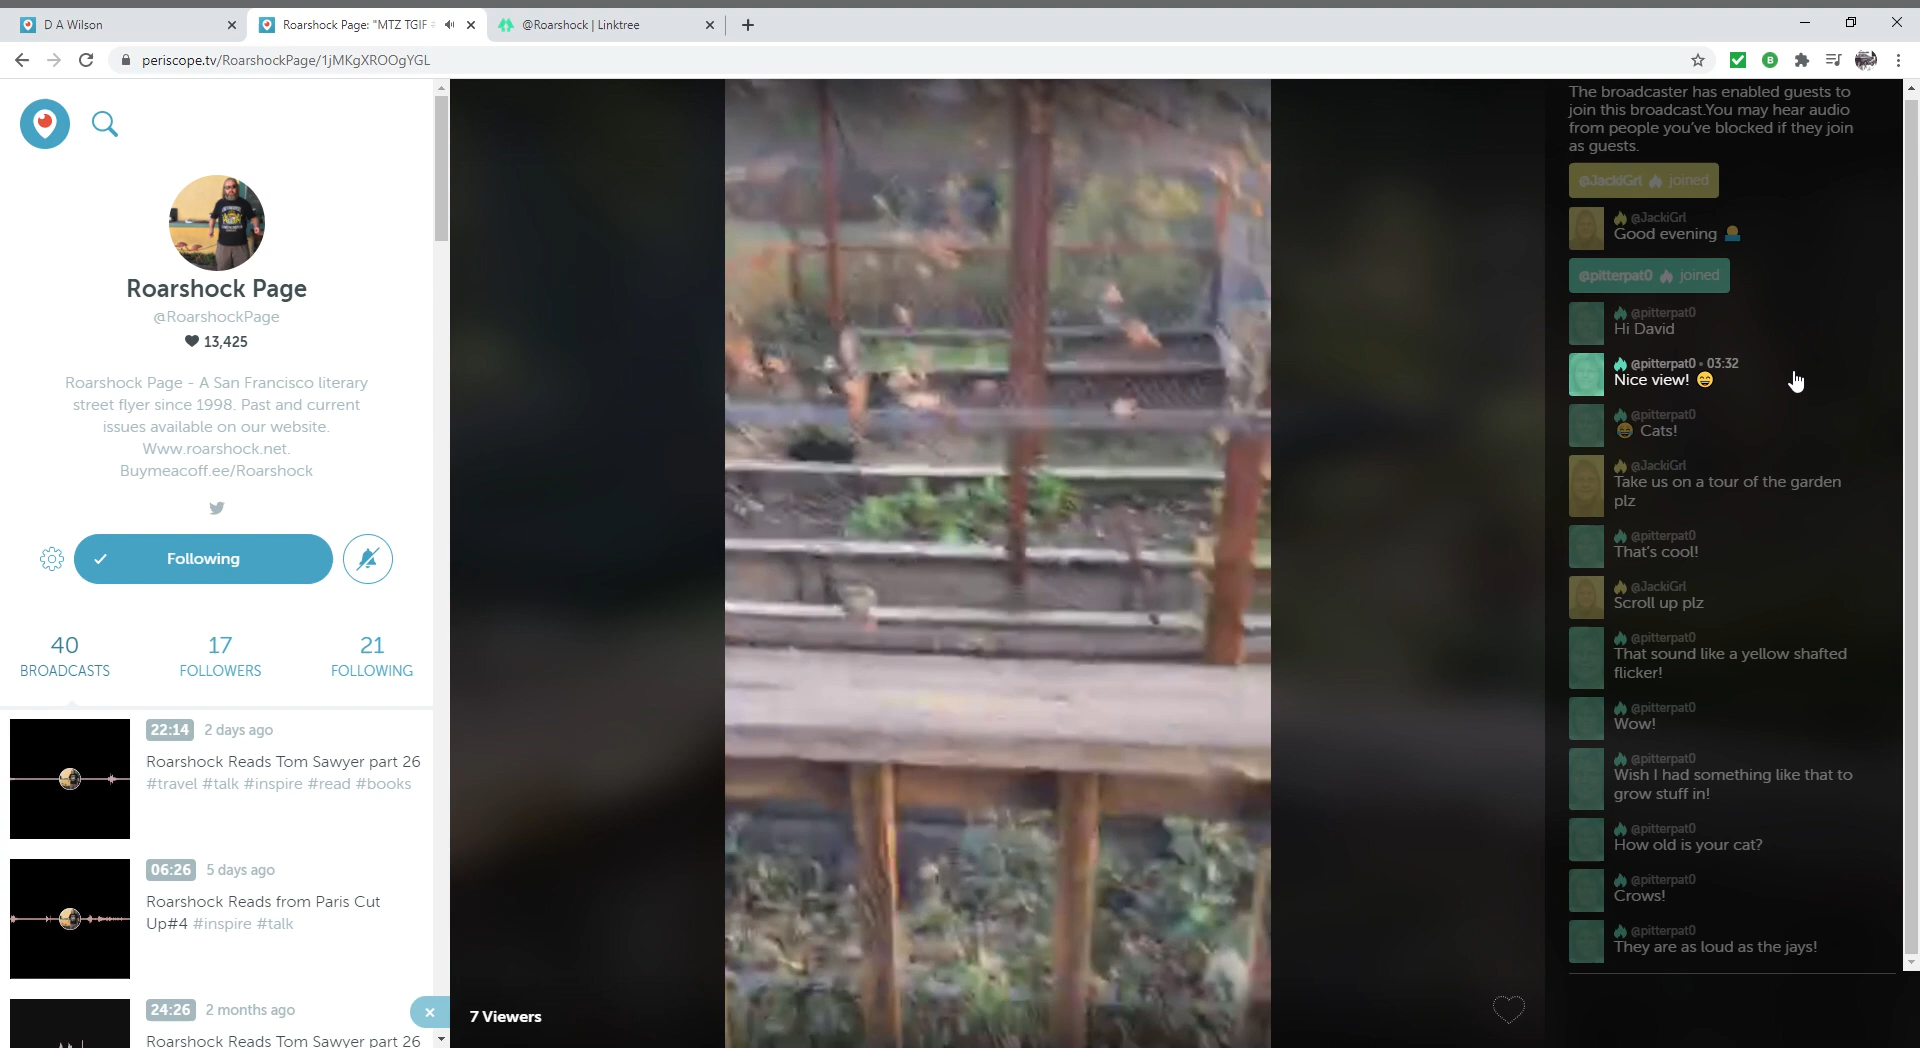 D A Wilson
Roarshock Page: "MTZ TGIF
@Roarshock | Linktree
periscope.tv/RoarshockPage/1jMKgXROOgYGL
B
Roarshock Page
@RoarshockPage
13,425
Roarshock Page - A San Francisco literary
street flyer since 1998. Past and current
issues available on our website.
Www.roarshock.net.
Buymeacoff.ee/Roarshock
Following
40
BROADCASTS
17
FOLLOWERS
21
FOLLOWING
22:14 2 days ago
Roarshock Reads Tom Sawyer part 26
#travel #talk #inspire #read #books
06:26 5 days ago
Roarshock Reads from Paris Cut
Up#4 #inspire #talk
24:26 2 months ago
Roarshock Reads Tom Sawyer part 26
7 Viewers
The broadcaster has enabled guests to
join this broadcast.You may hear audio
from people you've blocked if they join
as guests.
@JackiGrl joined
@JackiGrl
Good evening
@pitterpat0 joined
@pitterpat0
Hi David
@pitterpat0 • 03:32
Nice view! 😄
@pitterpat0
😄 Cats!
@JackiGrl
Take us on a tour of the garden
plz
@pitterpat0
That's cool!
@JackiGrl
Scroll up plz
@pitterpat0
That sound like a yellow shafted
flicker!
@pitterpat0
Wow!
@pitterpat0
Wish I had something like that to
grow stuff in!
@pitterpat0
How old is your cat?
@pitterpat0
Crows!
@pitterpat0
They are as loud as the jays!